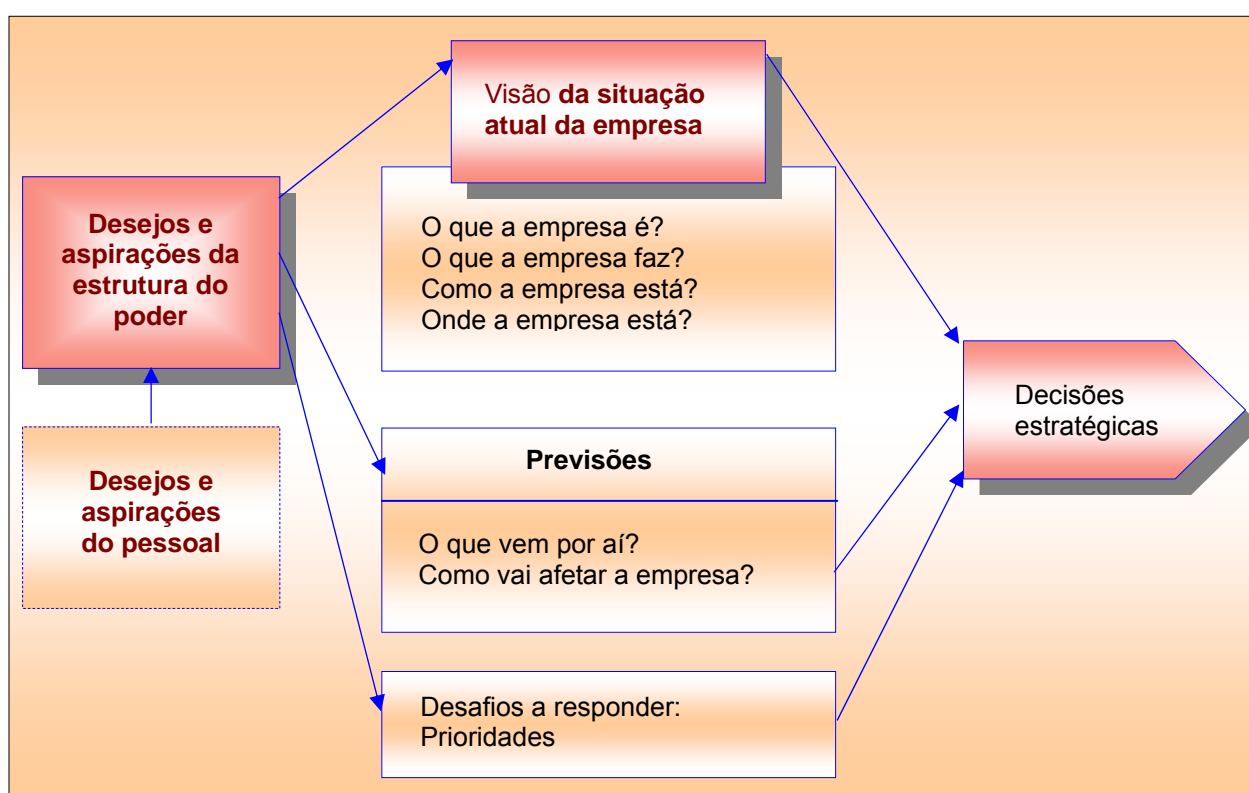 Visão da situação
atual da empresa
O que a empresa é?
O que a empresa faz?
Como a empresa está?
Onde a empresa está?
Desejos e
aspirações da
estrutura do
poder
Desejos e
aspirações
do pessoal
Previsões
O que vem por aí?
Como vai afetar a empresa?
Desafios a responder:
Prioridades
Decisões
estratégicas